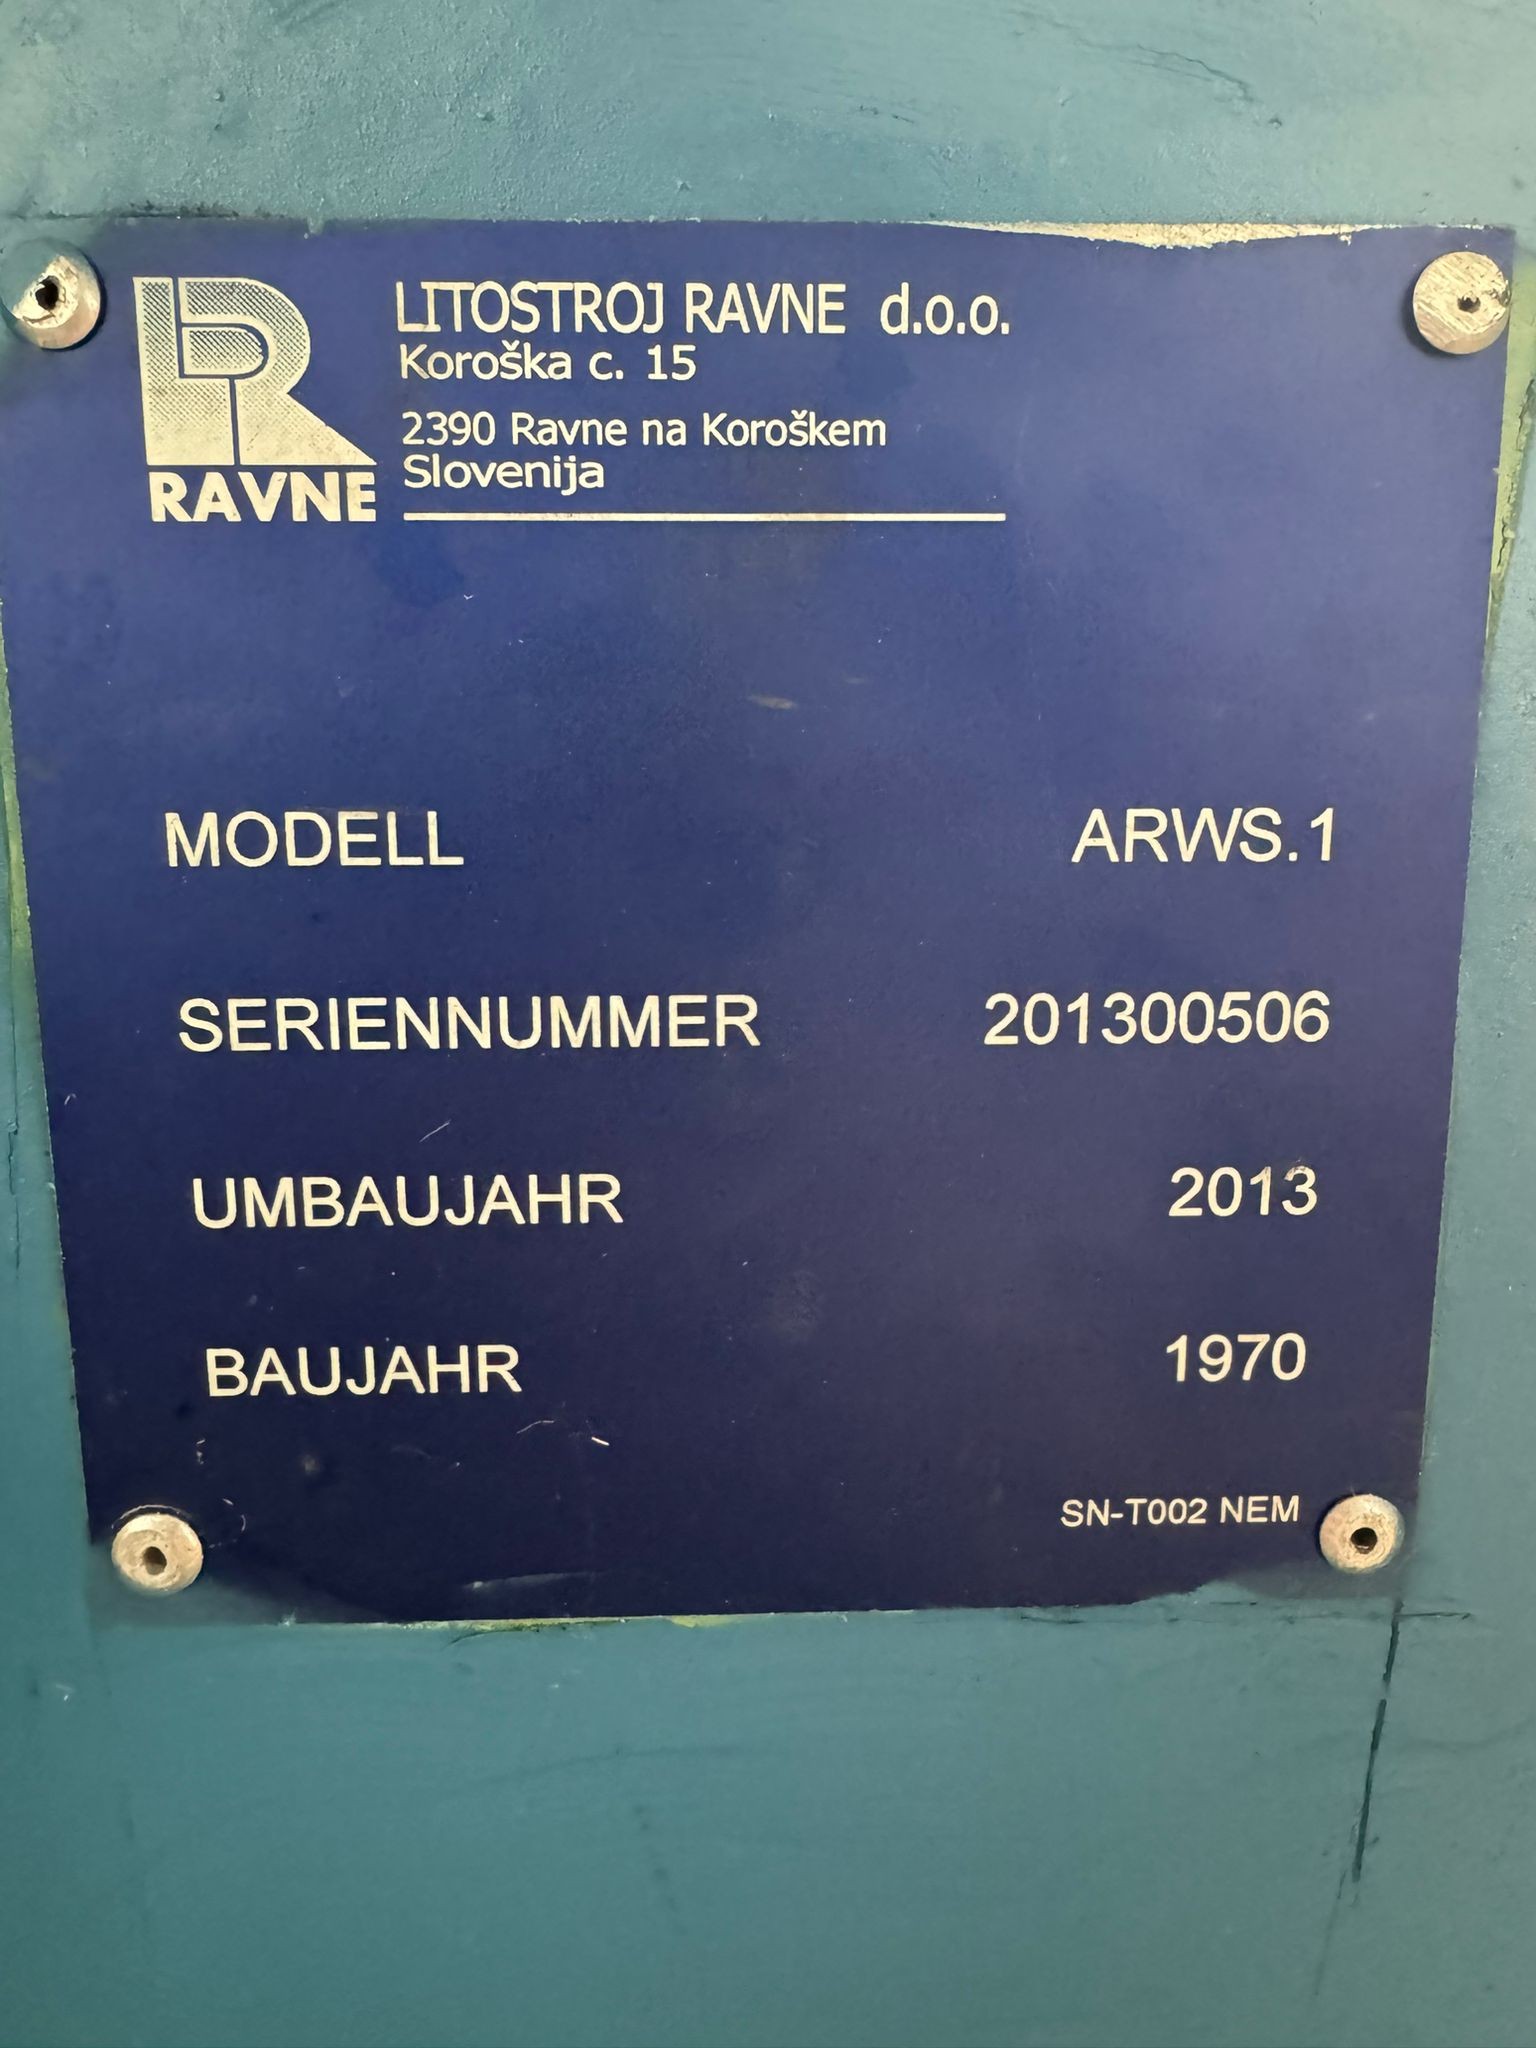 LITOSTROJ RAVNE d.o.o.
Koroška c. 15
2390 Ravne na Koroškem
Slovenija
RAVNE
MODELL ARWS.1
SERIENNUMMER 201300506
UMBAUJAHR 2013
BAUJAHR 1970
SN-T002 NEM